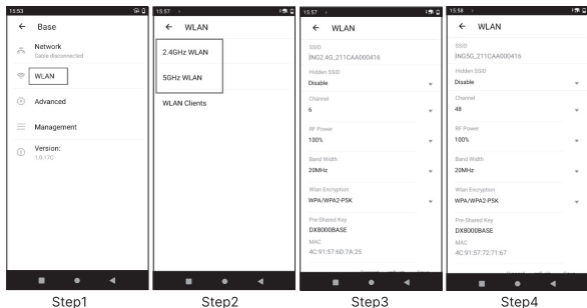 15:53
← Base
Network
Cable disconnected
WLAN
Advanced
Management
Version:
1.0.170
Step1
15:57
← WLAN
2.4GHz WLAN
5GHz WLAN
WLAN Clients
Step2
15:57
← WLAN
SSID
ING2.4G_211CAA000416
Hidden SSID
Disable
Channel
6
RF Power
100%
Band Width
20MHz
Wlan Encryption
WPA/WPA2-PSK
Pre-Shared Key
DX8000BASE
MAC
4C:91:57:6D:7A:25
Step3
15:58
← WLAN
SSID
ING5G_211CAA000416
Hidden SSID
Disable
Channel
48
RF Power
100%
Band Width
20MHz
Wlan Encryption
WPA/WPA2-PSK
Pre-Shared Key
DX8000BASE
MAC
4C:91:57:72:71:67
Step4